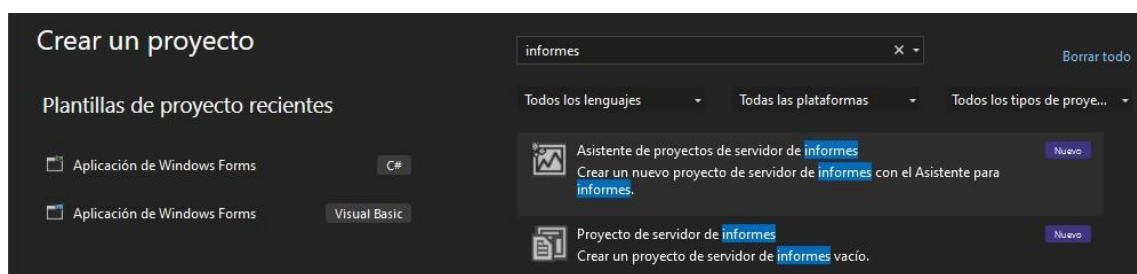 Crear un proyecto
informes
Borrar todo
Plantillas de proyecto recientes
Todos los lenguajes
Todas las plataformas
Todos los tipos de proye...
Aplicación de Windows Forms
C#
Aplicación de Windows Forms
Visual Basic
Asistente de proyectos de servidor de informes
Nuevo
Crear un nuevo proyecto de servidor de informes con el Asistente para
informes.
Proyecto de servidor de informes
Nuevo
Crear un proyecto de servidor de informes vacío.